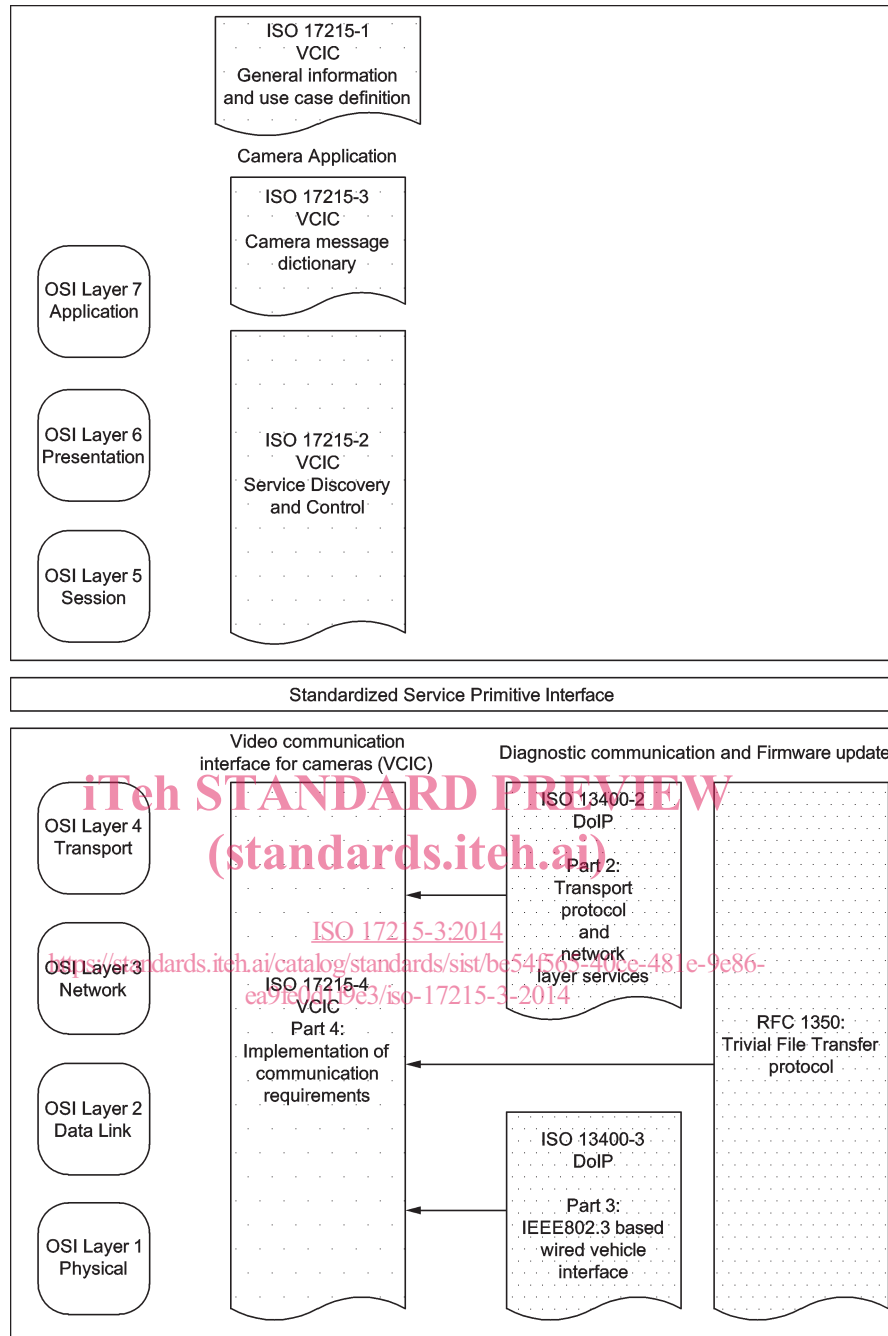 ISO 17215-1
VCIC
General information
and use case definition
Camera Application
ISO 17215-3
VCIC
Camera message
dictionary
OSI Layer 7
Application
OSI Layer 6
Presentation
ISO 17215-2
VCIC
Service Discovery
and Control
OSI Layer 5
Session
Standardized Service Primitive Interface
Video communication
interface for cameras (VCIC)
Diagnostic communication and Firmware update
iTeh STANDARD PREVIEW
(standards.iteh.ai)
ISO 17215-3:2014
https://standards.iteh.ai/catalog/standards/sist/be54f565-40ce-481e-9e86-
ea9fe0d1f9e3/iso-17215-3-2014
OSI Layer 4
Transport
ISO 13400-2
DoIP
Part 2:
Transport
protocol
and
network
layer services
OSI Layer 3
Network
ISO 17215-4
VCIC
Part 4:
Implementation of
communication
requirements
RFC 1350:
Trivial File Transfer
protocol
OSI Layer 2
Data Link
ISO 13400-3
DoIP
Part 3:
IEEE802.3 based
wired vehicle
interface
OSI Layer 1
Physical